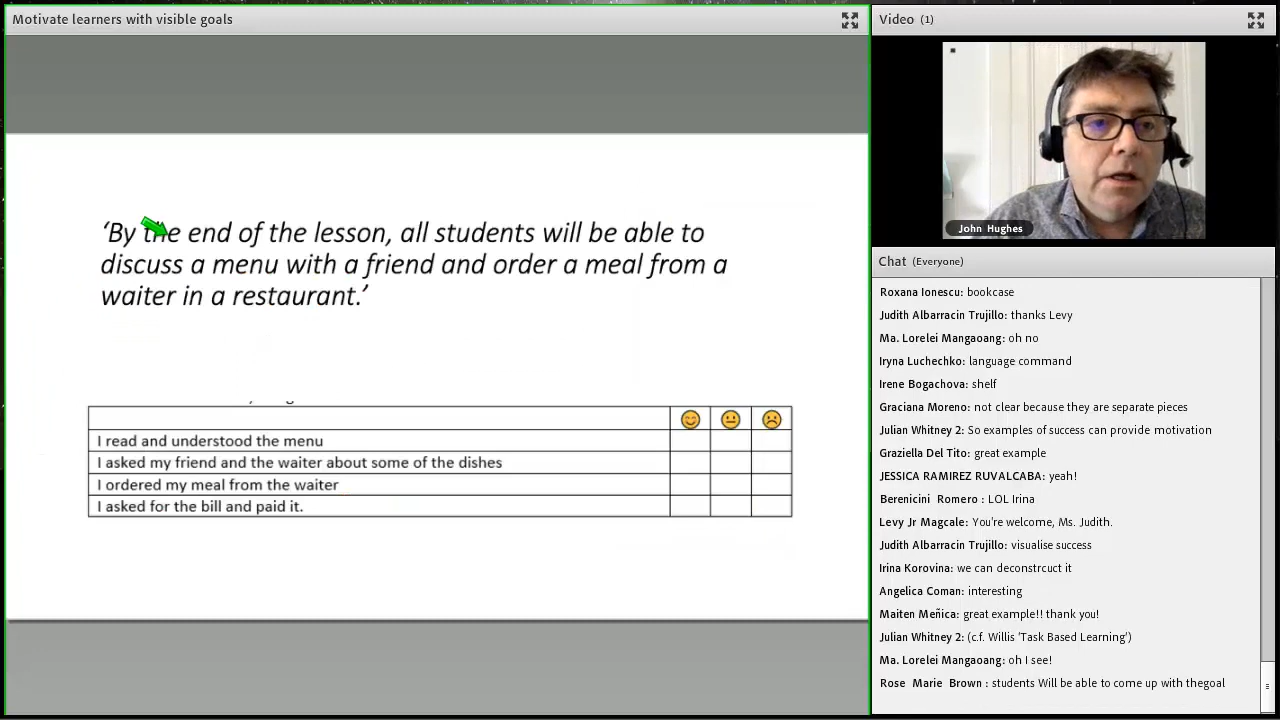 Motivate learners with visible goals
‘By the end of the lesson, all students will be able to
discuss a menu with a friend and order a meal from a
waiter in a restaurant.’
I read and understood the menu
I asked my friend and the waiter about some of the dishes
I ordered my meal from the waiter
I asked for the bill and paid it.
Video (1)
John Hughes
Chat (Everyone)
Roxana Ionescu: bookcase
Judith Albarracin Trujillo: thanks Levy
Ma. Lorelei Mangaoang: oh no
Iryna Luchechko: language command
Irene Bogachova: shelf
Graciana Moreno: not clear because they are separate pieces
Julian Whitney 2: So examples of success can provide motivation
Graziella Del Tito: great example
JESSICA RAMIREZ RUVALCABA: yeah!
Berenicini Romero : LOL Irina
Levy Jr Magcale: You're welcome, Ms. Judith.
Judith Albarracin Trujillo: visualise success
Irina Korovina: we can deconstrcuct it
Angelica Coman: interesting
Maiten Meñica: great example!! thank you!
Julian Whitney 2: (c.f. Willis 'Task Based Learning')
Ma. Lorelei Mangaoang: oh I see!
Rose Marie Brown : students Will be able to come up with thegoal